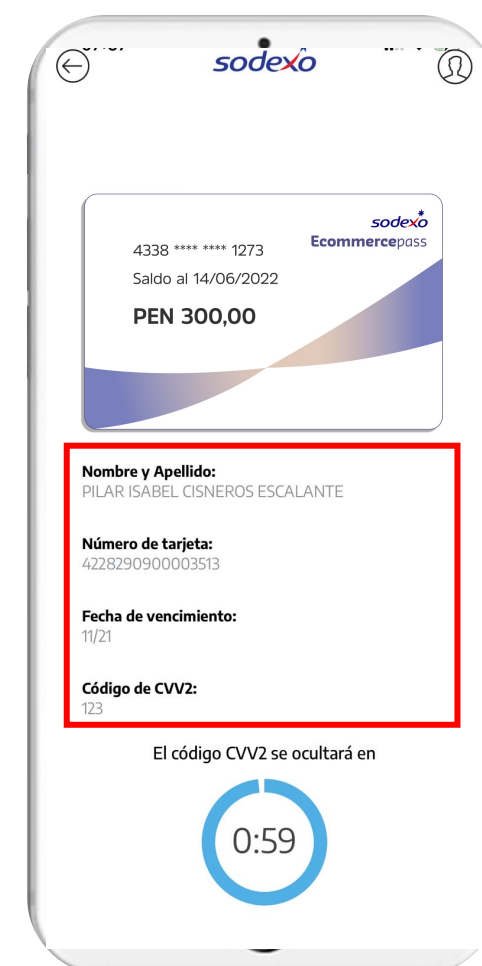 sodexo
sodexo
Ecommercepass
4338 **** **** 1273
Saldo al 14/06/2022
PEN 300,00
Nombre y Apellido:
PILAR ISABEL CISNEROS ESCALANTE
Número de tarjeta:
4228290900003513
Fecha de vencimiento:
11/21
Código de CVV2:
123
El código CVV2 se ocultará en
0:59